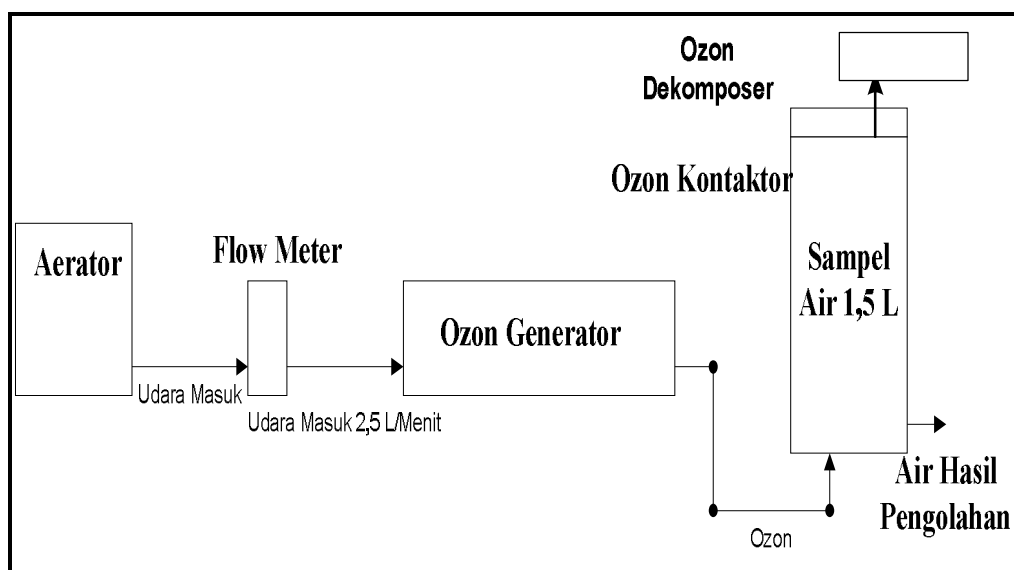 Ozon
Dekomposer
Ozon Kontaktor
Aerator
Flow Meter
Sampel
Air 1,5 L
Ozon Generator
Udara Masuk
Udara Masuk 2,5 L/Menit
Air Hasil
Pengolahan
Ozon